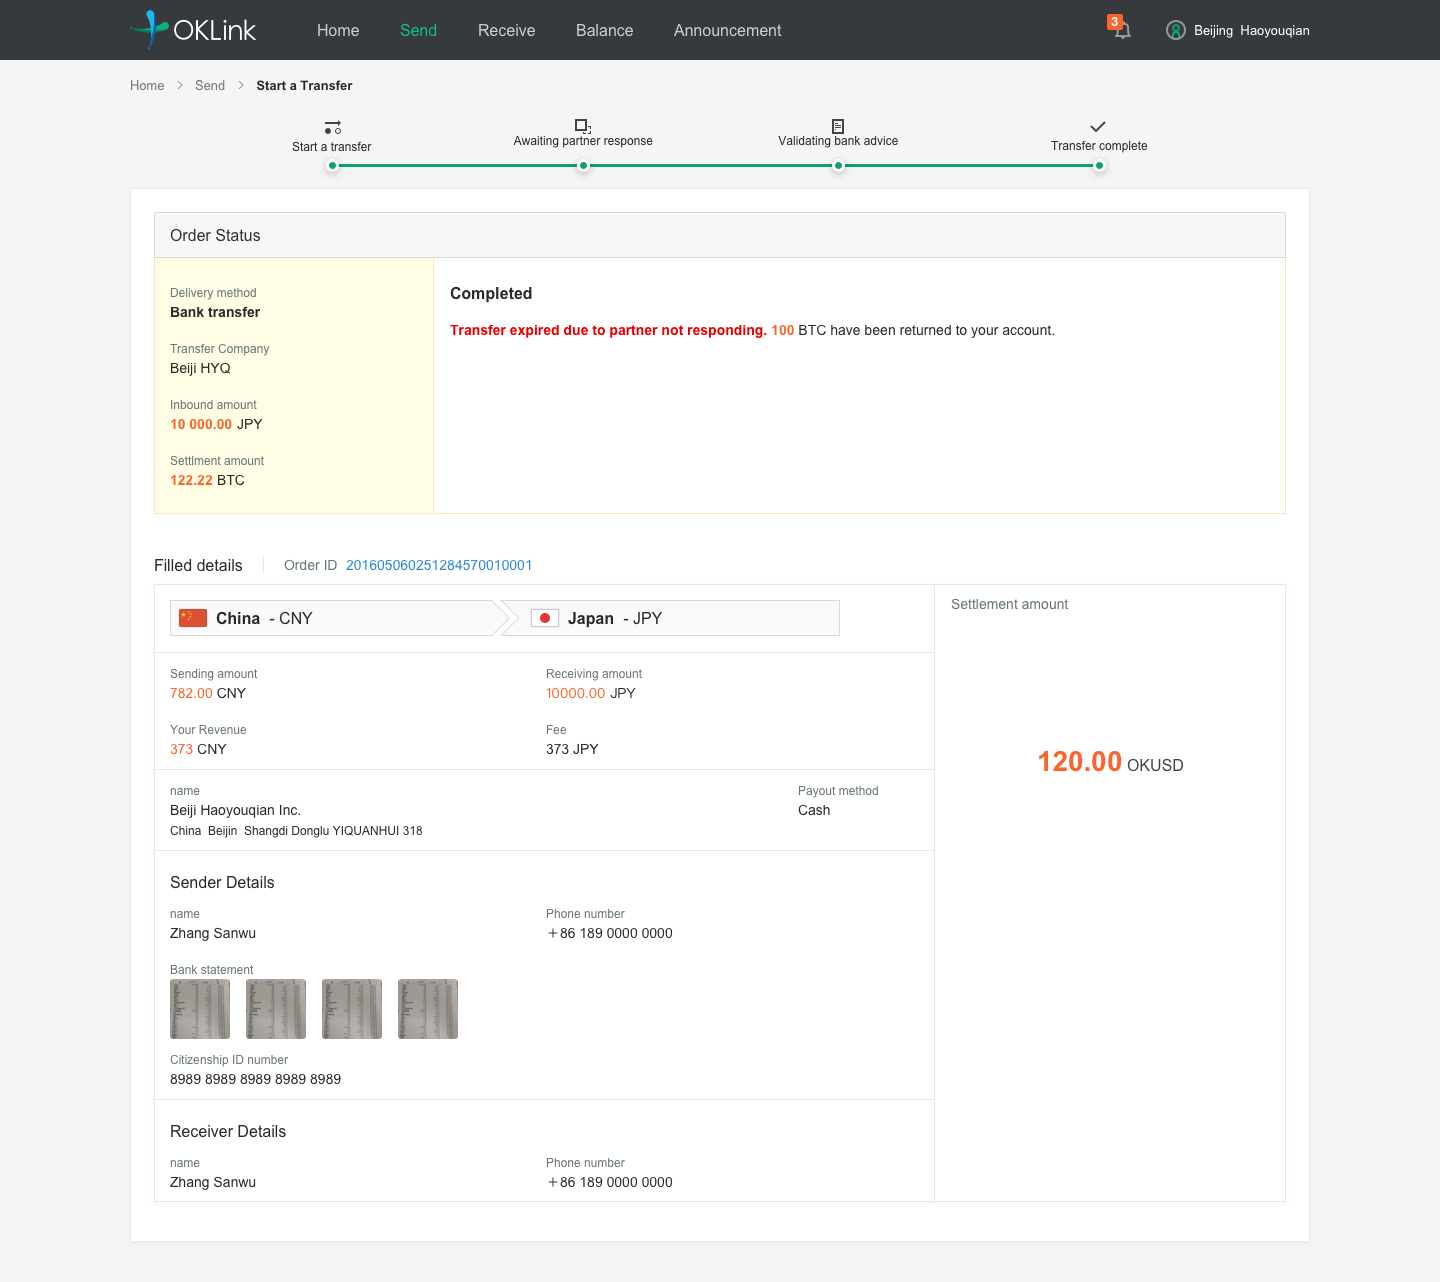 OKLink
Home Send Receive Balance Announcement
3
Beijing Haoyouqian
Home > Send > Start a Transfer
Start a transfer
Awaiting partner response
Validating bank advice
Transfer complete
Order Status
Delivery method
Bank transfer
Transfer Company
Beiji HYQ
Inbound amount
10 000.00 JPY
Settlment amount
122.22 BTC
Completed
Transfer expired due to partner not responding. 100 BTC have been returned to your account.
Filled details
Order ID 201605060251284570010001
China - CNY
Japan - JPY
Sending amount
782.00 CNY
Receiving amount
10000.00 JPY
Your Revenue
373 CNY
Fee
373 JPY
name
Beiji Haoyouqian Inc.
China Beijin Shangdi Donglu YIQUANHUI 318
Payout method
Cash
Sender Details
name
Zhang Sanwu
Phone number
+86 189 0000 0000
Bank statement
Citizenship ID number
8989 8989 8989 8989 8989
Receiver Details
name
Zhang Sanwu
Phone number
+86 189 0000 0000
Settlement amount
120.00 OKUSD